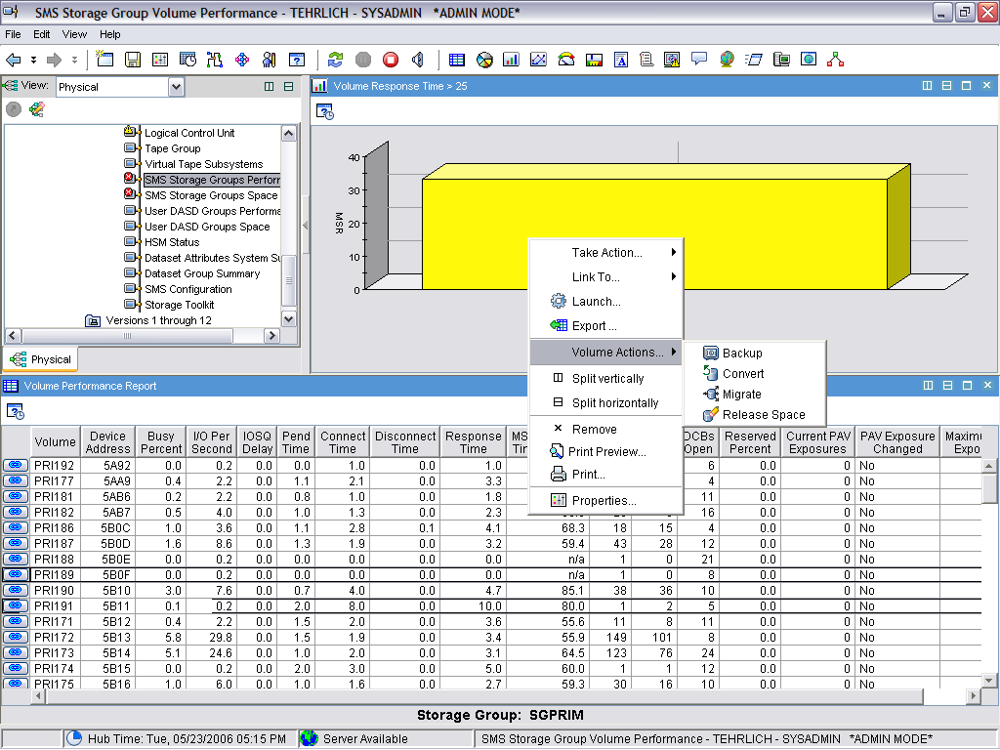 SMS Storage Group Volume Performance - TEHRLICH - SYSADMIN *ADMIN MODE*
File Edit View Help
View: Physical
Logical Control Unit
Tape Group
Virtual Tape Subsystems
SMS Storage Groups Perfor
SMS Storage Groups Space
User DASD Groups Performa
User DASD Groups Space
HSM Status
Dataset Attributes System Su
Dataset Group Summary
SMS Configuration
Storage Toolkit
Versions 1 through 12
Physical
Volume Response Time > 25
MSR
40
30
20
10
0
Take Action...
Link To...
Launch...
Export ...
Volume Actions...
Split vertically
Split horizontally
Remove
Print Preview...
Print...
Properties...
Backup
Convert
Migrate
Release Space
Volume Performance Report
Volume Device Address Busy Percent I/O Per Second IOSQ Delay Pend Time Connect Time Disconnect Time Response Time MS Tim DCBs Open Reserved Percent Current PAV Exposures PAV Exposure Changed Maximu Expo
PRI192 5A92 0.0 0.2 0.0 0.0 1.0 0.0 1.0 6 0.0 0 No
PRI177 5AA9 0.4 2.2 0.0 1.1 2.1 0.0 3.3 4 0.0 0 No
PRI181 5AB6 0.2 2.2 0.0 0.8 1.0 0.0 1.8 11 0.0 0 No
PRI182 5AB7 0.5 4.0 0.0 1.0 1.3 0.0 2.3 16 0.0 0 No
PRI186 5B0C 1.0 3.6 0.0 1.1 2.8 0.1 4.1 68.3 18 15 4 0.0 0 No
PRI187 5B0D 1.6 8.6 0.0 1.3 1.9 0.0 3.2 59.4 43 28 12 0.0 0 No
PRI188 5B0E 0.0 0.2 0.0 0.0 0.0 0.0 0.0 n/a 1 0 21 0.0 0 No
PRI189 5B0F 0.0 0.2 0.0 0.0 0.0 0.0 0.0 n/a 1 0 8 0.0 0 No
PRI190 5B10 3.0 7.6 0.0 0.7 4.0 0.0 4.7 85.1 38 36 10 0.0 0 No
PRI191 5B11 0.1 0.2 0.0 2.0 8.0 0.0 10.0 80.0 1 2 5 0.0 0 No
PRI171 5B12 0.4 2.2 0.0 1.5 2.0 0.0 3.6 55.6 11 8 11 0.0 0 No
PRI172 5B13 5.8 29.8 0.0 1.5 1.9 0.0 3.4 55.9 149 101 8 0.0 0 No
PRI173 5B14 5.1 24.6 0.0 1.0 2.0 0.0 3.1 64.5 123 76 24 0.0 0 No
PRI174 5B15 0.0 0.2 0.0 2.0 3.0 0.0 5.0 60.0 1 1 12 0.0 0 No
PRI175 5B16 1.0 6.0 0.0 1.0 1.6 0.0 2.7 59.3 30 16 10 0.0 0 No
Storage Group: SGPRIM
Hub Time: Tue, 05/23/2006 05:15 PM Server Available SMS Storage Group Volume Performance - TEHRLICH - SYSADMIN *ADMIN MODE*